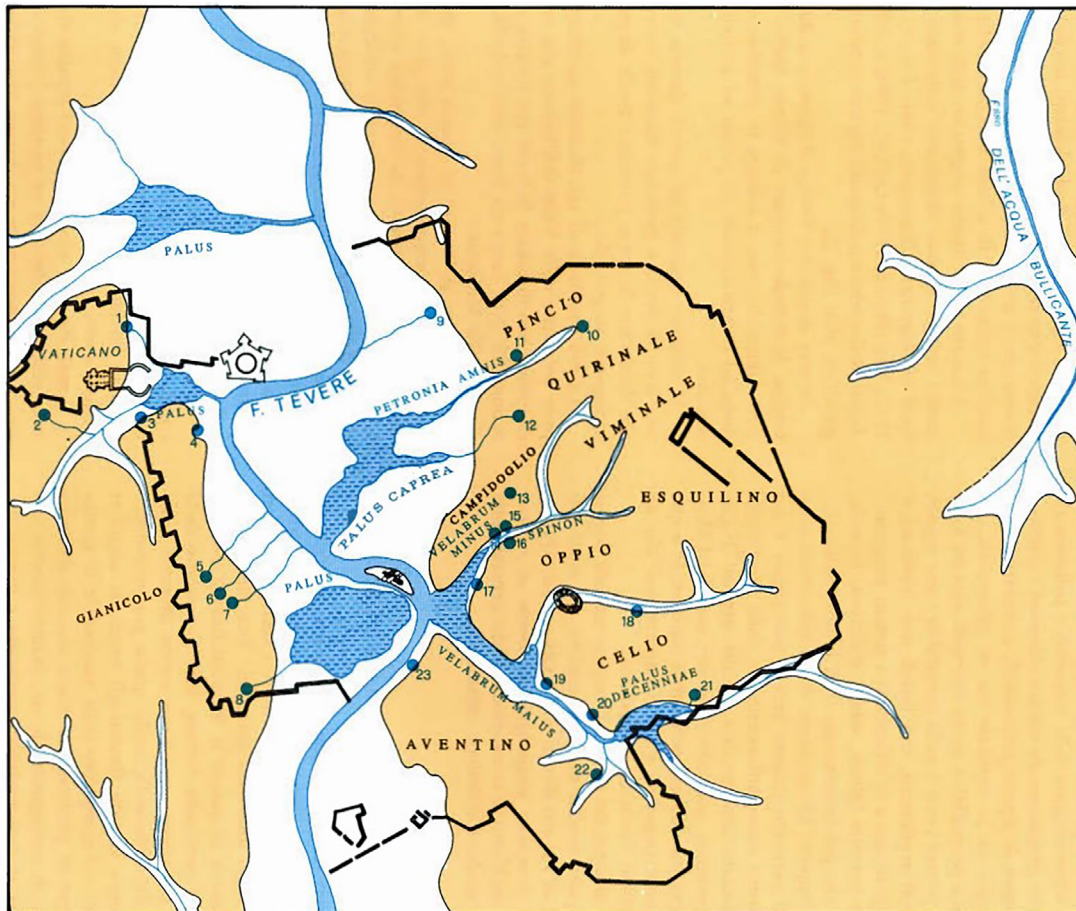 FOSSO DELL' ACQUA BULLICANTE
PALUS
PINCIO
1
9
10
VATICANO
11
QUIRINALE
F. TEVERE
PETRONIA AMNIS
2
3
PALUS
4
12
VIMINALE
PALUS CAPREA
CAMPIDOGLIO
13
ESQUILINO
VELABRUM
MINUS
15
SPINON
16
OPPIO
5
PALUS
17
GIANICOLO
6
7
18
CELIO
23
19
PALUS
DECENNIAE
8
VELABRUM MAIUS
20
21
AVENTINO
22